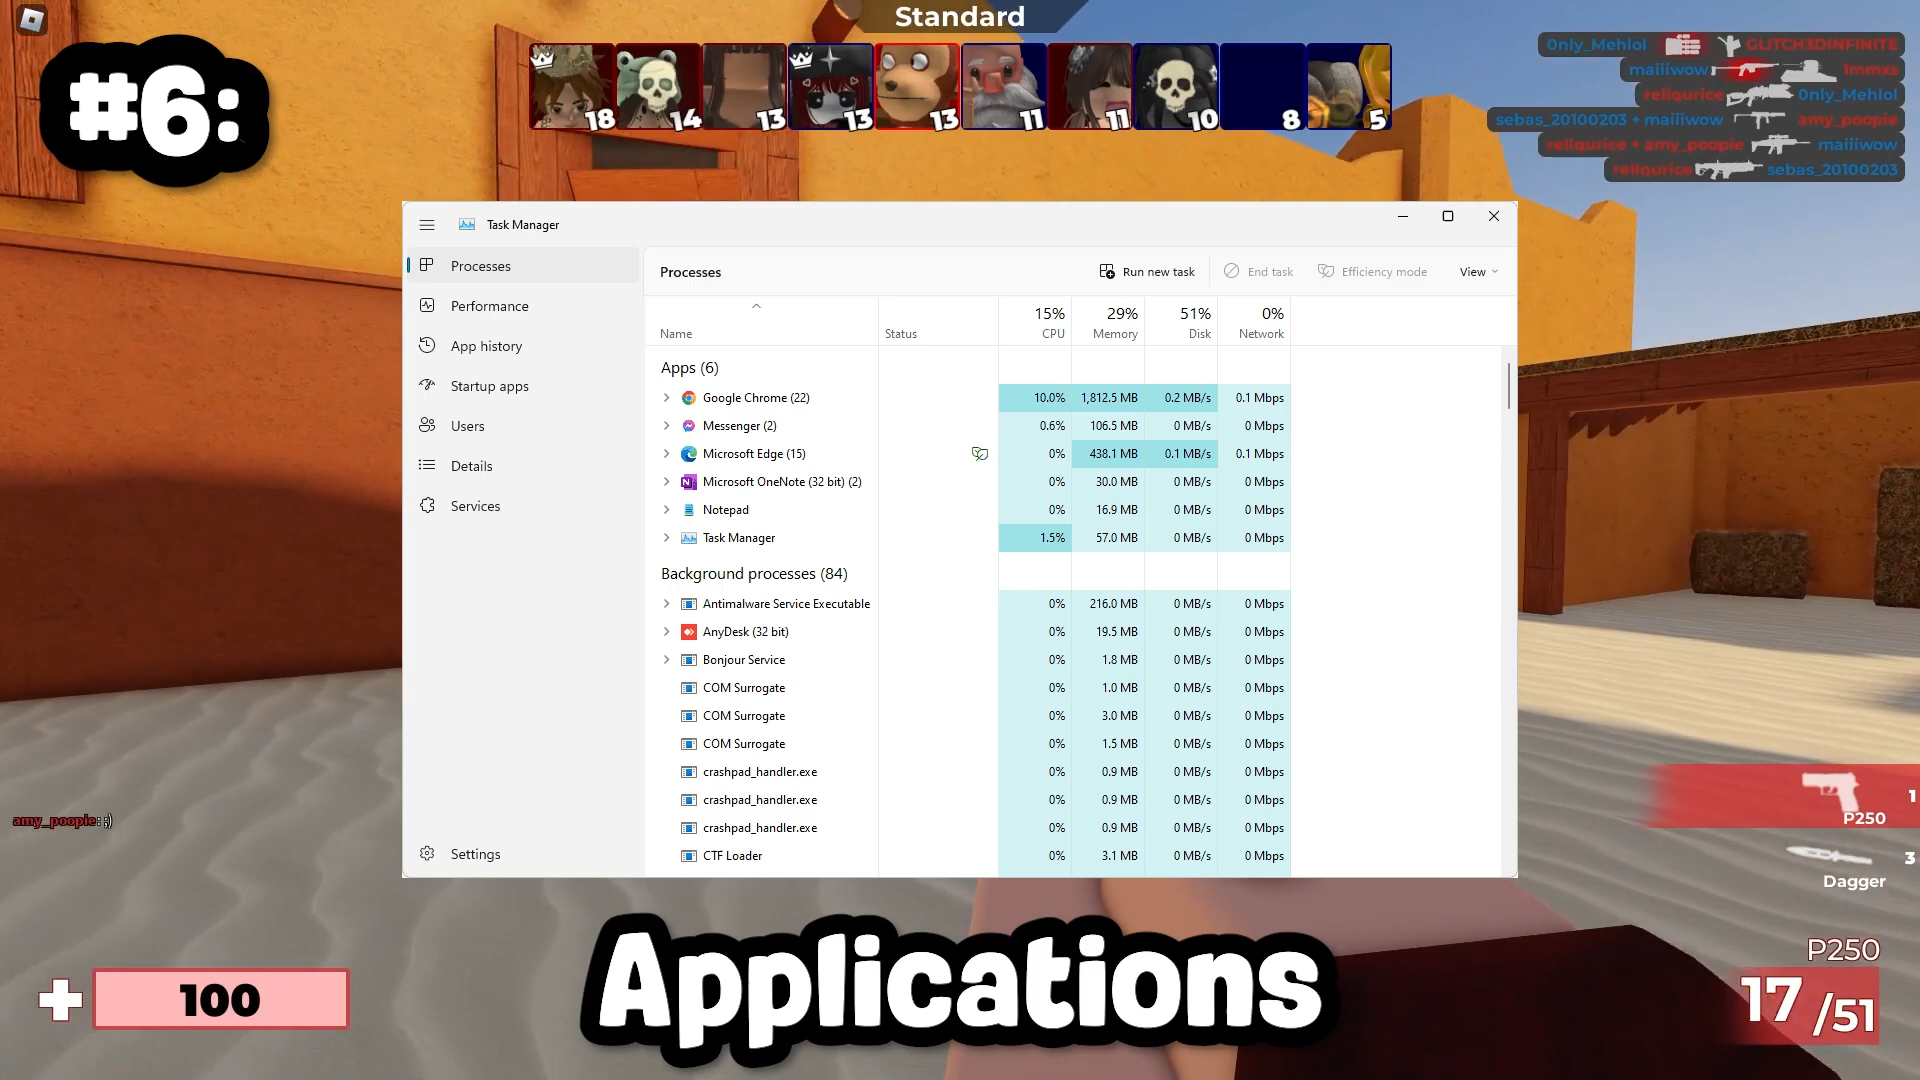 Standard
#6:
18
14
13
13
13
11
11
10
8
5
0nly_Mehlol GL1TCH3DINFINITE
maiiiwow 1mmxs
rellqurice 0nly_Mehlol
sebas_20100203 + maiiiwow amy_poopie
rellqurice + amy_poopie maiiiwow
rellqurice sebas_20100203
Task Manager
Processes
Performance
App history
Startup apps
Users
Details
Services
Settings
Processes
Run new task
End task
Efficiency mode
View
15% 29% 51% 0%
Name Status CPU Memory Disk Network
Apps (6)
Google Chrome (22) 10.0% 1,812.5 MB 0.2 MB/s 0.1 Mbps
Messenger (2) 0.6% 106.5 MB 0 MB/s 0 Mbps
Microsoft Edge (15) 0% 438.1 MB 0.1 MB/s 0.1 Mbps
Microsoft OneNote (32 bit) (2) 0% 30.0 MB 0 MB/s 0 Mbps
Notepad 0% 16.9 MB 0 MB/s 0 Mbps
Task Manager 1.5% 57.0 MB 0 MB/s 0 Mbps
Background processes (84)
Antimalware Service Executable 0% 216.0 MB 0 MB/s 0 Mbps
AnyDesk (32 bit) 0% 19.5 MB 0 MB/s 0 Mbps
Bonjour Service 0% 1.8 MB 0 MB/s 0 Mbps
COM Surrogate 0% 1.0 MB 0 MB/s 0 Mbps
COM Surrogate 0% 3.0 MB 0 MB/s 0 Mbps
COM Surrogate 0% 1.5 MB 0 MB/s 0 Mbps
crashpad_handler.exe 0% 0.9 MB 0 MB/s 0 Mbps
crashpad_handler.exe 0% 0.9 MB 0 MB/s 0 Mbps
crashpad_handler.exe 0% 0.9 MB 0 MB/s 0 Mbps
CTF Loader 0% 3.1 MB 0 MB/s 0 Mbps
amy_poopie: ;)
1
P250
3
Dagger
P250
17/51
100
Applications